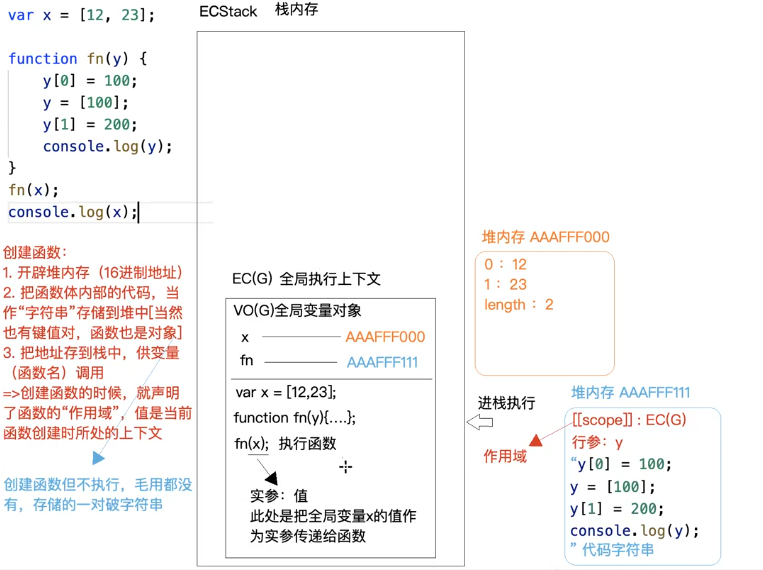 var x = [12, 23];
function fn(y) {
y[0] = 100;
y = [100];
y[1] = 200;
console.log(y);
}
fn(x);
console.log(x);
创建函数：
1. 开辟堆内存（16进制地址）
2. 把函数体内部的代码，当
作“字符串”存储到堆中[当然
也有键值对，函数也是对象]
3. 把地址存到栈中，供变量
（函数名）调用
=>创建函数的时候，就声明
了函数的“作用域”，值是当前
函数创建时所处的上下文
创建函数但不执行，毛用都没
有，存储的一对破字符串
ECStack 栈内存
EC(G) 全局执行上下文
VO(G)全局变量对象
x AAAFFF000
fn AAAFFF111
var x = [12,23];
function fn(y){....};
fn(x); 执行函数
实参：值
此处是把全局变量x的值作
为实参传递给函数
进栈执行
堆内存 AAAFFF000
0 : 12
1 : 23
length : 2
堆内存 AAAFFF111
作用域
[[scope]] : EC(G)
行参：y
“y[0] = 100;
y = [100];
y[1] = 200;
console.log(y);
” 代码字符串